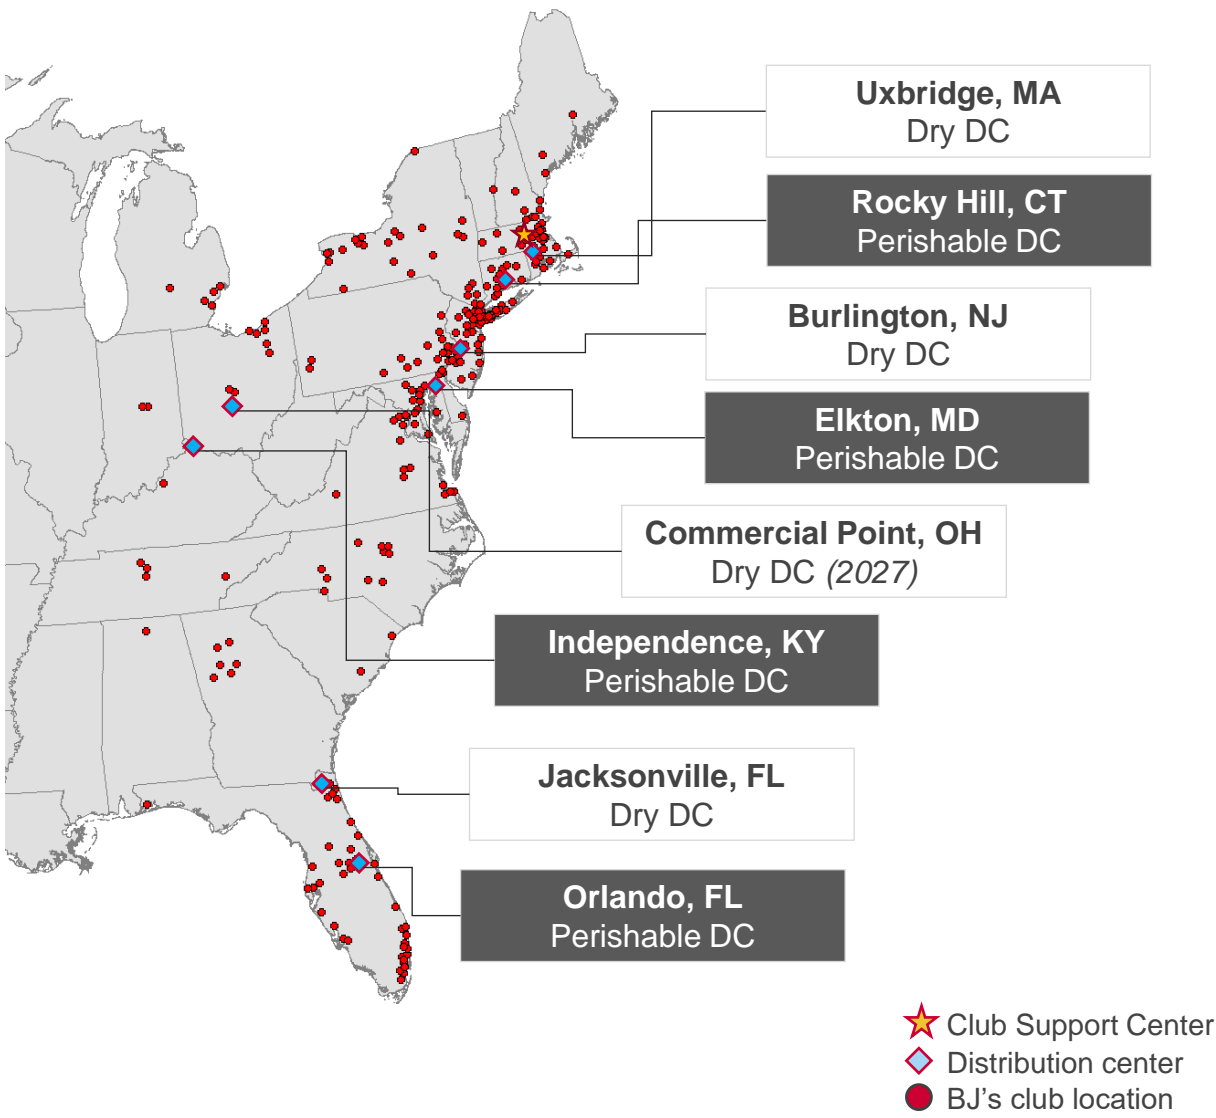 Uxbridge, MA
Dry DC
Rocky Hill, CT
Perishable DC
Burlington, NJ
Dry DC
Elkton, MD
Perishable DC
Commercial Point, OH
Dry DC (2027)
Independence, KY
Perishable DC
Jacksonville, FL
Dry DC
Orlando, FL
Perishable DC
Club Support Center
Distribution center
BJ's club location